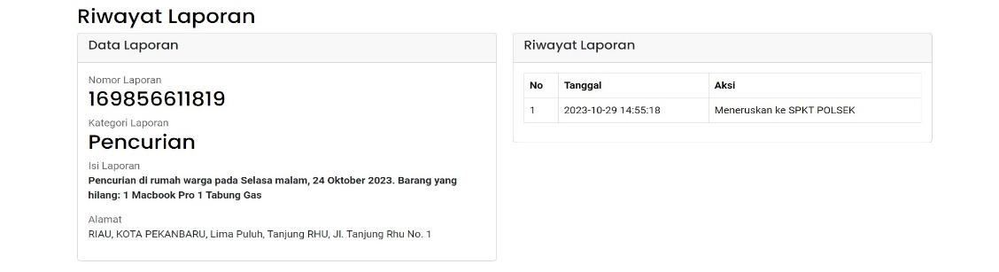 Riwayat Laporan
Data Laporan
Nomor Laporan
169856611819
Kategori Laporan
Pencurian
Isi Laporan
Pencurian di rumah warga pada Selasa malam, 24 Oktober 2023. Barang yang
hilang: 1 Macbook Pro 1 Tabung Gas
Alamat
RIAU, KOTA PEKANBARU, Lima Puluh, Tanjung RHU, Jl. Tanjung Rhu No. 1
Riwayat Laporan
No Tanggal Aksi
1 2023-10-29 14:55:18 Meneruskan ke SPKT POLSEK